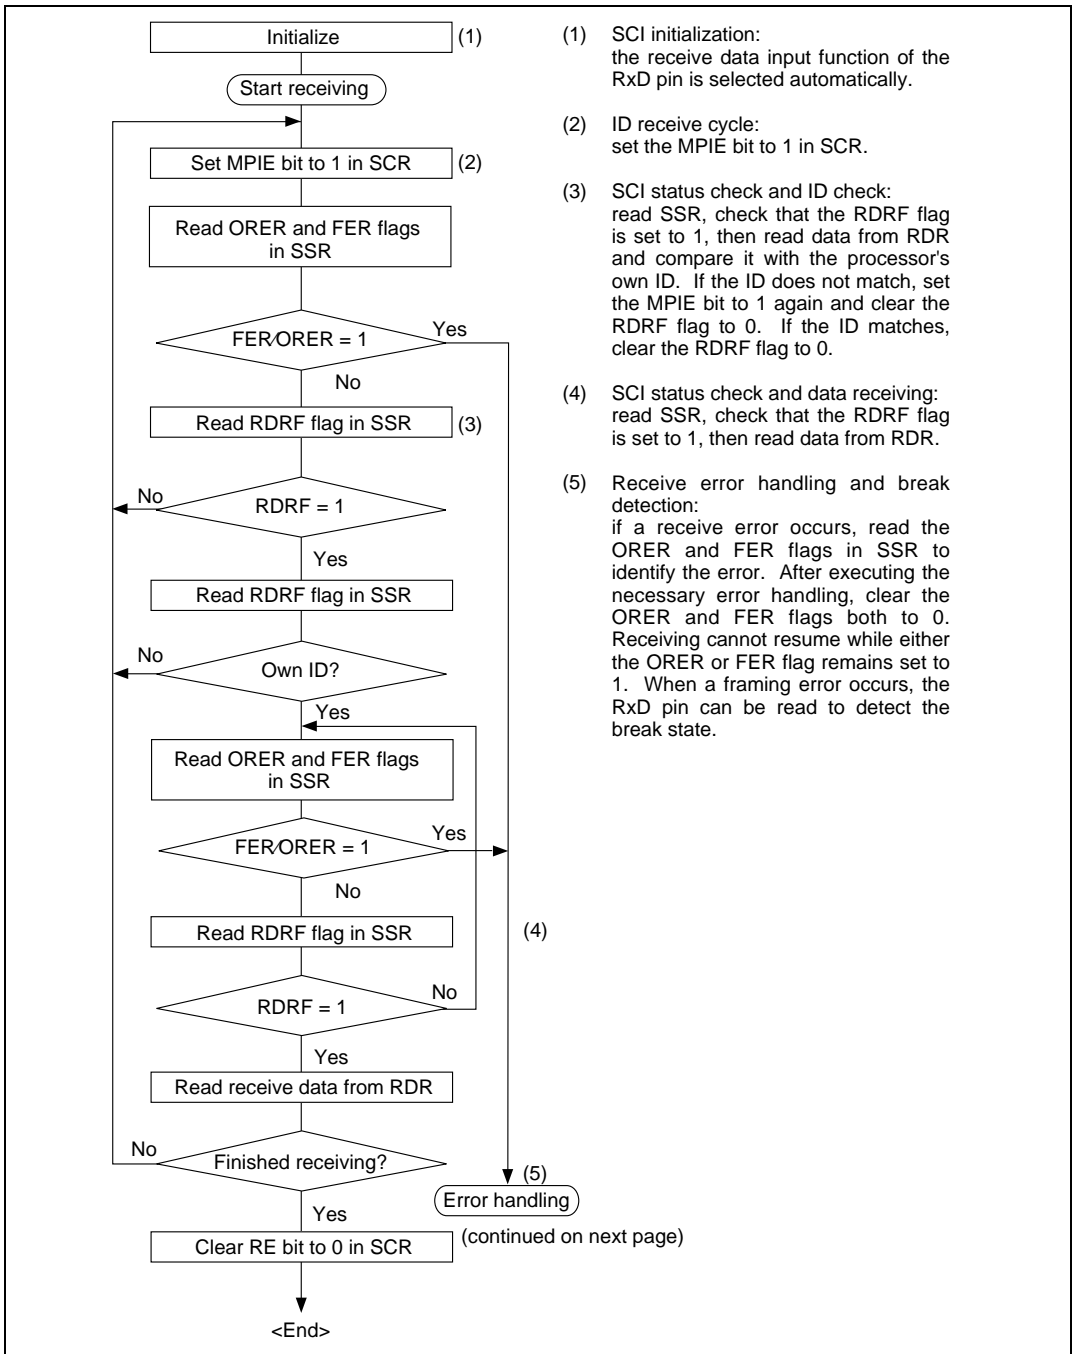 Initialize
(1)
Start receiving
Set MPIE bit to 1 in SCR
(2)
Read ORER and FER flags
in SSR
FER∕ORER = 1
Yes
No
Read RDRF flag in SSR
(3)
No
RDRF = 1
Yes
Read RDRF flag in SSR
No
Own ID?
Yes
Read ORER and FER flags
in SSR
FER∕ORER = 1
Yes
No
Read RDRF flag in SSR
(4)
RDRF = 1
No
Yes
Read receive data from RDR
No
Finished receiving?
(5)
Error handling
Yes
(continued on next page)
Clear RE bit to 0 in SCR
<End>
(1) SCI initialization:
the receive data input function of the
RxD pin is selected automatically.
(2) ID receive cycle:
set the MPIE bit to 1 in SCR.
(3) SCI status check and ID check:
read SSR, check that the RDRF flag
is set to 1, then read data from RDR
and compare it with the processor's
own ID. If the ID does not match, set
the MPIE bit to 1 again and clear the
RDRF flag to 0. If the ID matches,
clear the RDRF flag to 0.
(4) SCI status check and data receiving:
read SSR, check that the RDRF flag
is set to 1, then read data from RDR.
(5) Receive error handling and break
detection:
if a receive error occurs, read the
ORER and FER flags in SSR to
identify the error. After executing the
necessary error handling, clear the
ORER and FER flags both to 0.
Receiving cannot resume while either
the ORER or FER flag remains set to
1. When a framing error occurs, the
RxD pin can be read to detect the
break state.